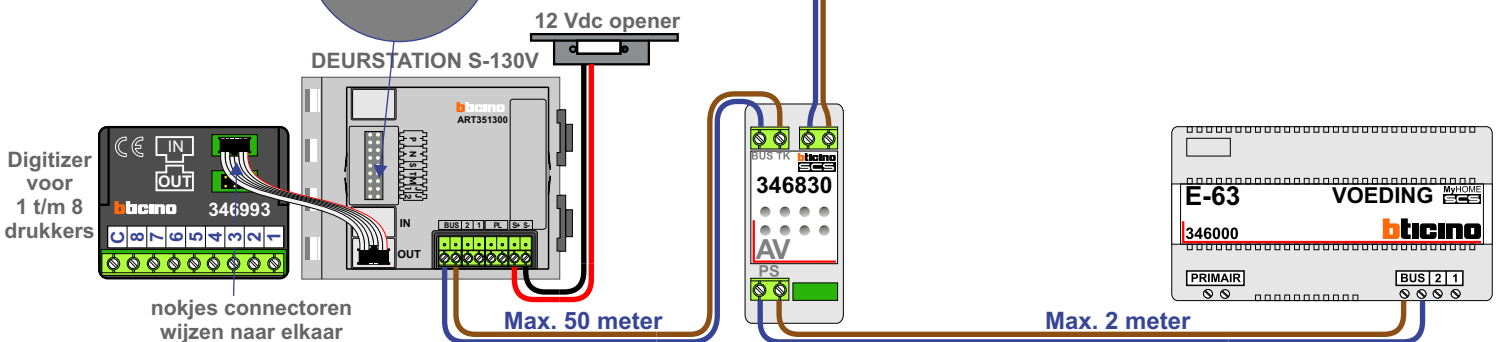 12 Vdc opener
DEURSTATION S-130V
bticino
ART351300
P N S T M J1 J2
IN
OUT
BUS 2 1 PL S+ S-
Digitizer
voor
1 t/m 8
drukkers
CE IN
OUT
bticino 346993
C 8 7 6 5 4 3 2 1
nokjes connectoren
wijzen naar elkaar
Max. 50 meter
BUS TK bticino
SCS
346830
AV
PS
Max. 2 meter
E-63 VOEDING MyHOME
SCS
346000 bticino
PRIMAIR BUS 2 1